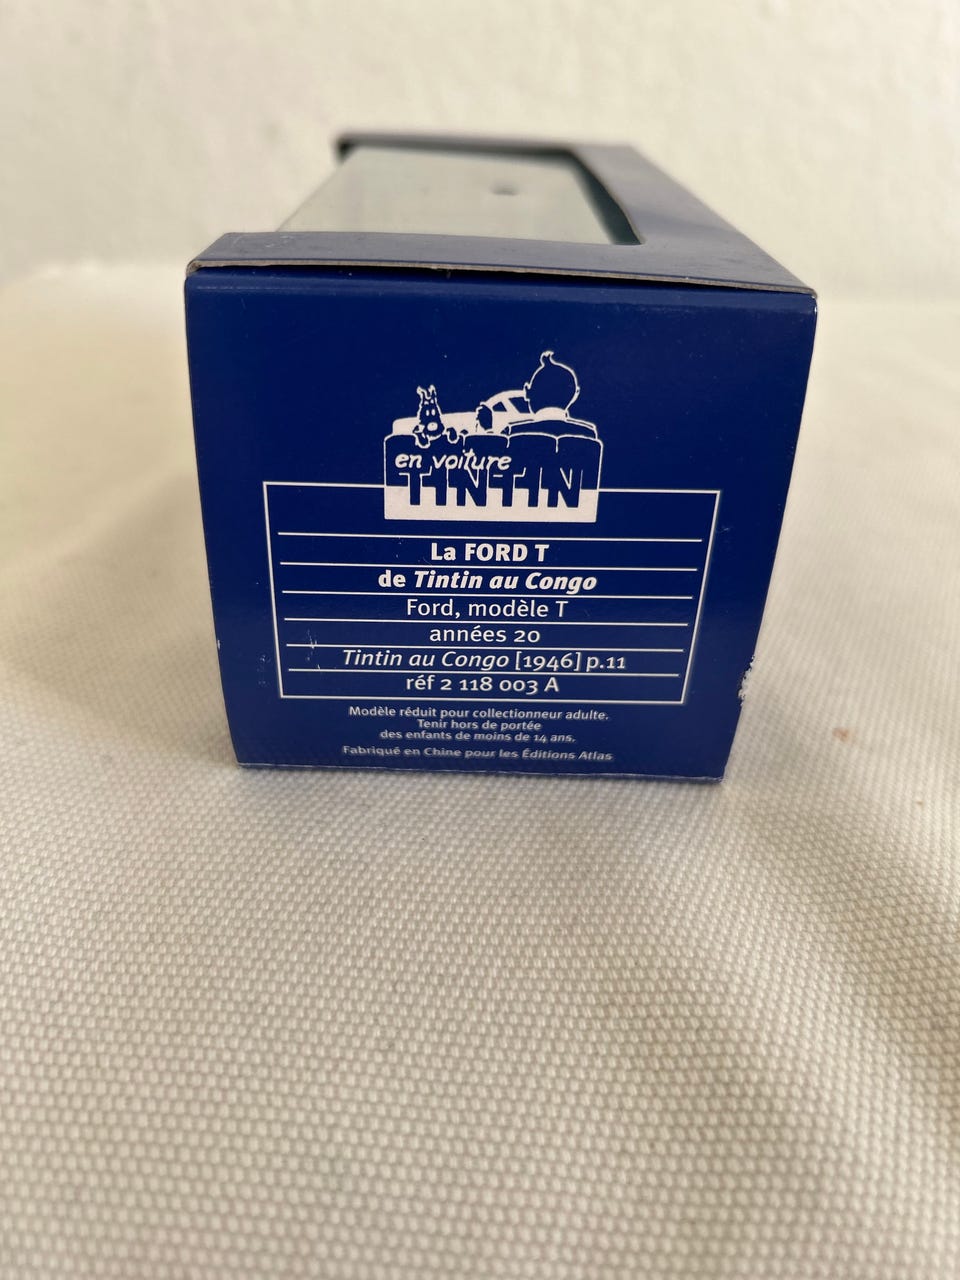 en voiture
TINTIN
La FORD T
de Tintin au Congo
Ford, modèle T
années 20
Tintin au Congo [1946] p.11
réf 2 118 003 A
Modèle réduit pour collectionneur adulte.
Tenir hors de portée
des enfants de moins de 14 ans.
Fabriqué en Chine pour les Éditions Atlas